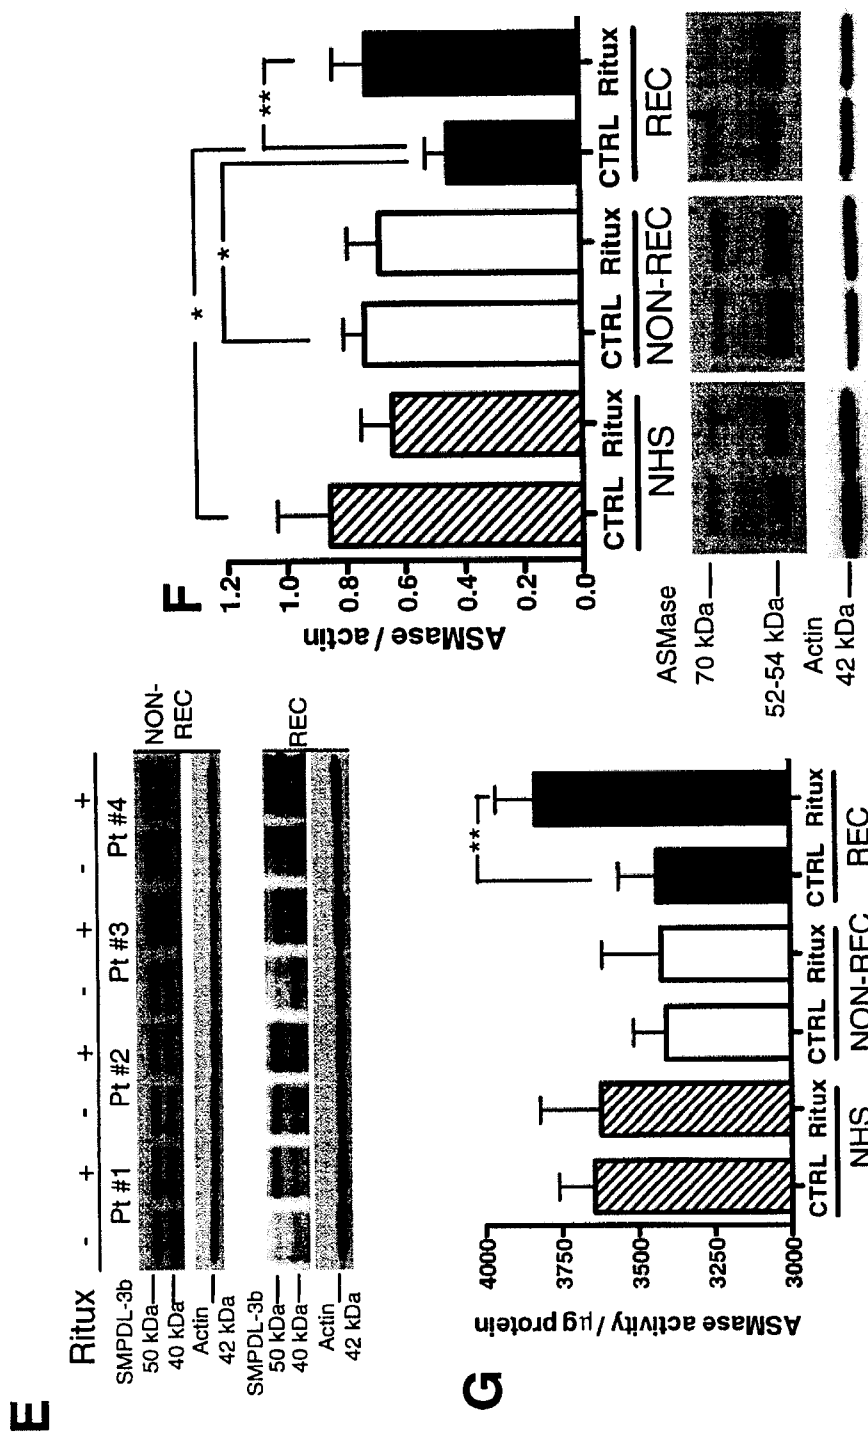 E
Ritux - + - + - + - +
Pt #1 Pt #2 Pt #3 Pt #4
SMPDL-3b
50 kDa
40 kDa
NON-
REC
Actin
42 kDa
SMPDL-3b
50 kDa
40 kDa
REC
Actin
42 kDa
F
ASMase / actin
1.2
1.0
0.8
0.6
0.4
0.2
0.0
*
*
**
CTRL Ritux CTRL Ritux CTRL Ritux
NHS NON-REC REC
ASMase
70 kDa
52-54 kDa
Actin
42 kDa
G
ASMase activity / µg protein
4000
3750
3500
3250
3000
**
CTRL Ritux CTRL Ritux CTRL Ritux
NHS NON-REC REC